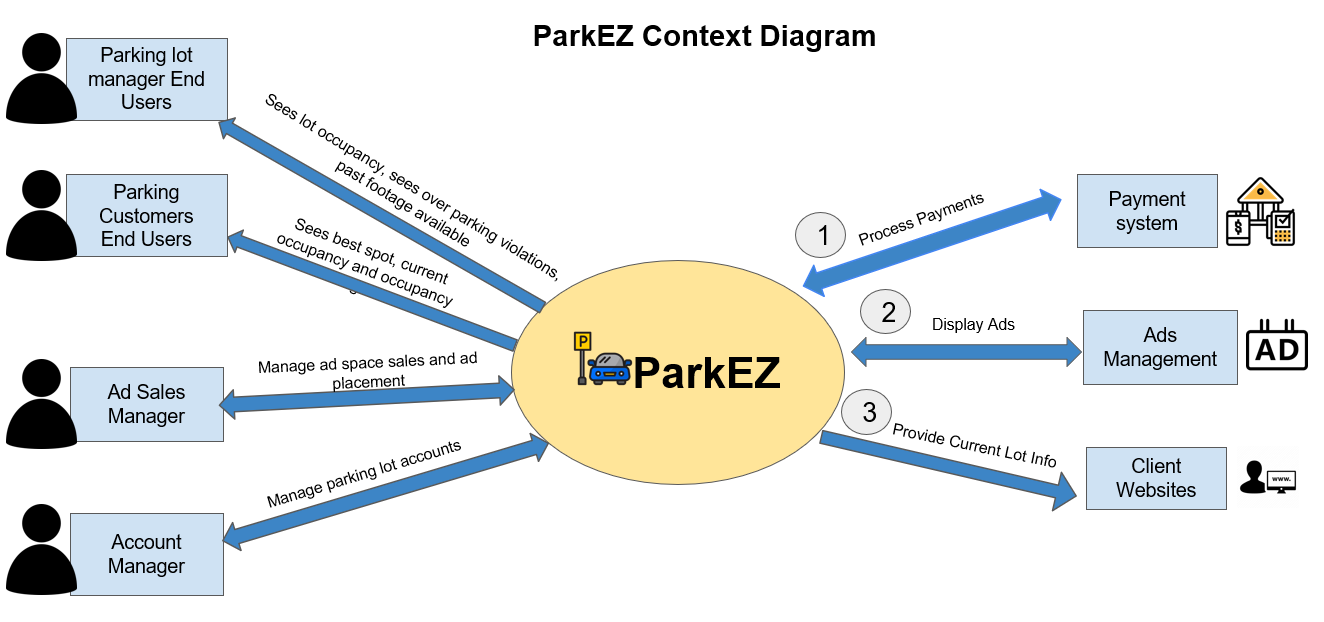 ParkEZ Context Diagram
Parking lot
manager End
Users
Sees lot occupancy, sees over parking violations,
past footage available
Parking
Customers
End Users
Sees best spot, current
occupancy and occupancy
Ad Sales
Manager
Manage ad space sales and ad
placement
Account
Manager
Manage parking lot accounts
P
ParkEZ
1
Process Payments
Payment
system
$
2
Display Ads
Ads
Management
AD
3
Provide Current Lot Info
Client
Websites
www.